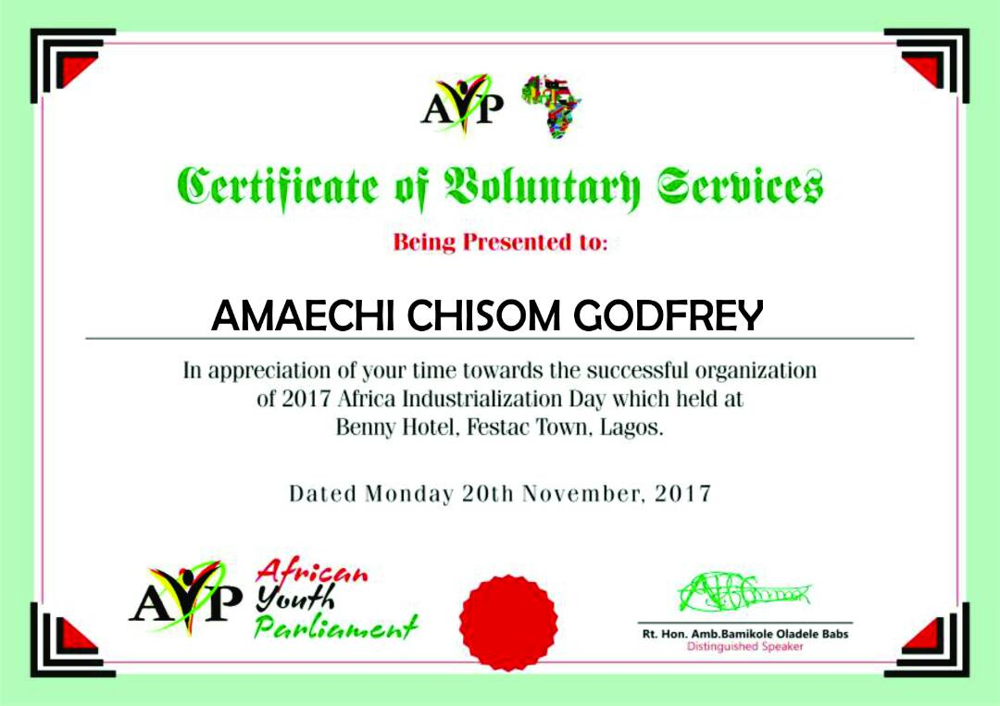 AYP
Certificate of Voluntary Services
Being Presented to:
AMAECHI CHISOM GODFREY
In appreciation of your time towards the successful organization
of 2017 Africa Industrialization Day which held at
Benny Hotel, Festac Town, Lagos.
Dated Monday 20th November, 2017
AYP
African
Youth
Parliament
Rt. Hon. Amb.Bamikole Oladele Babs
Distinguished Speaker